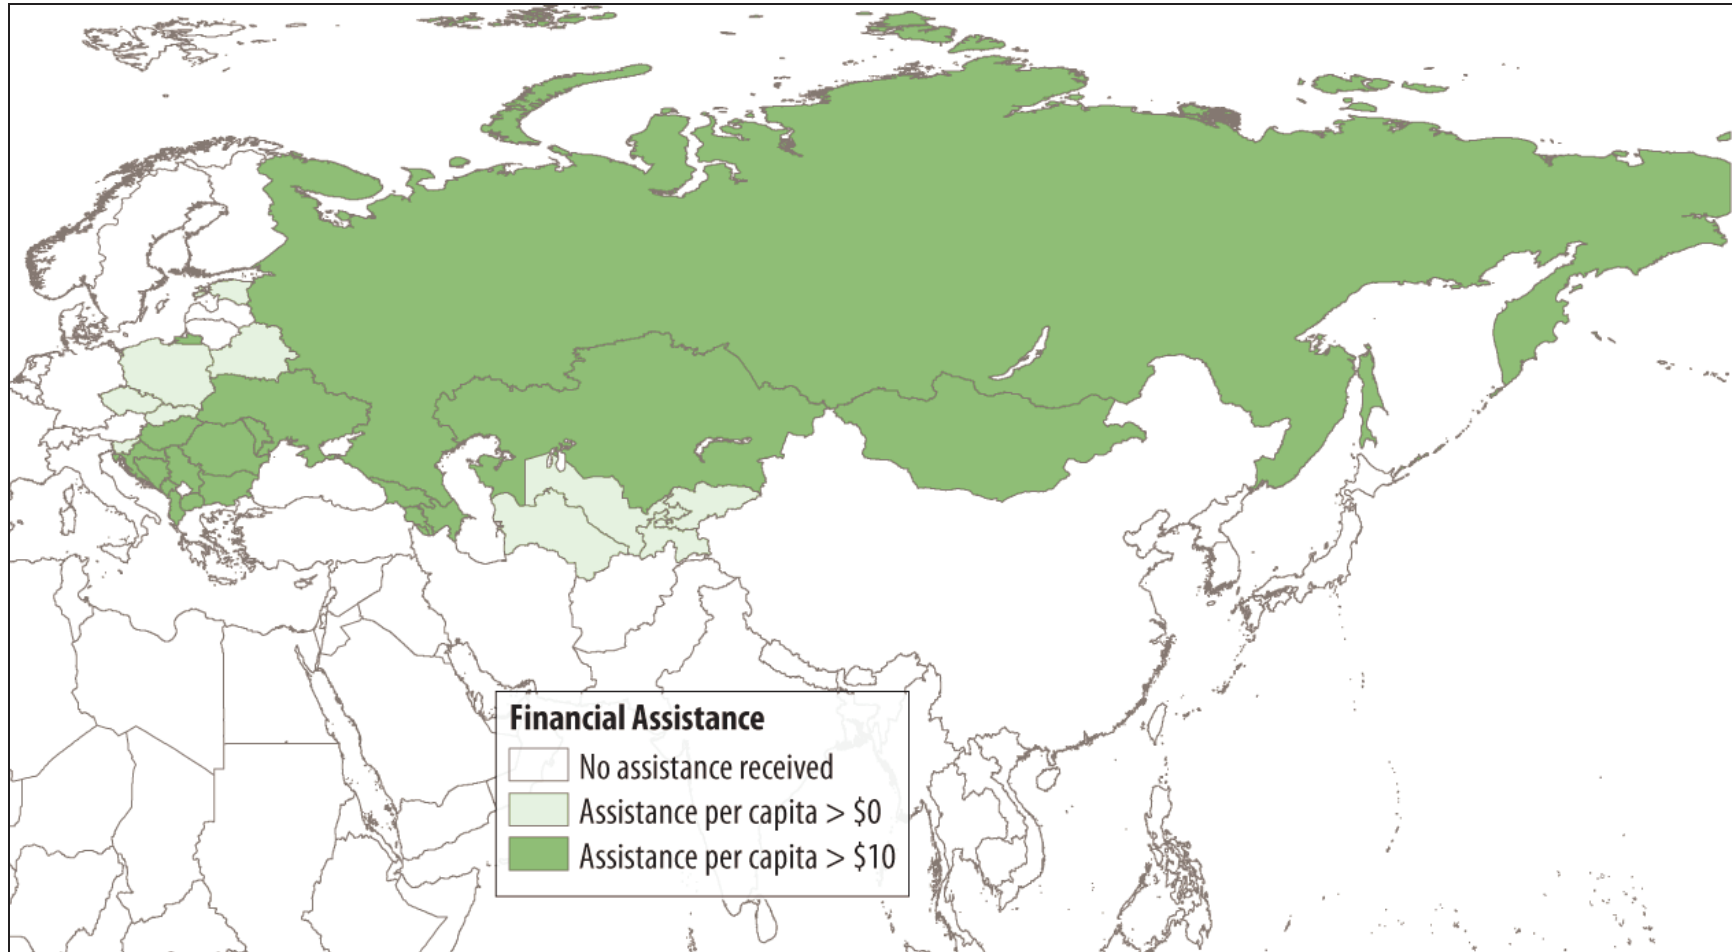 Financial Assistance
No assistance received
Assistance per capita > $0
Assistance per capita > $10